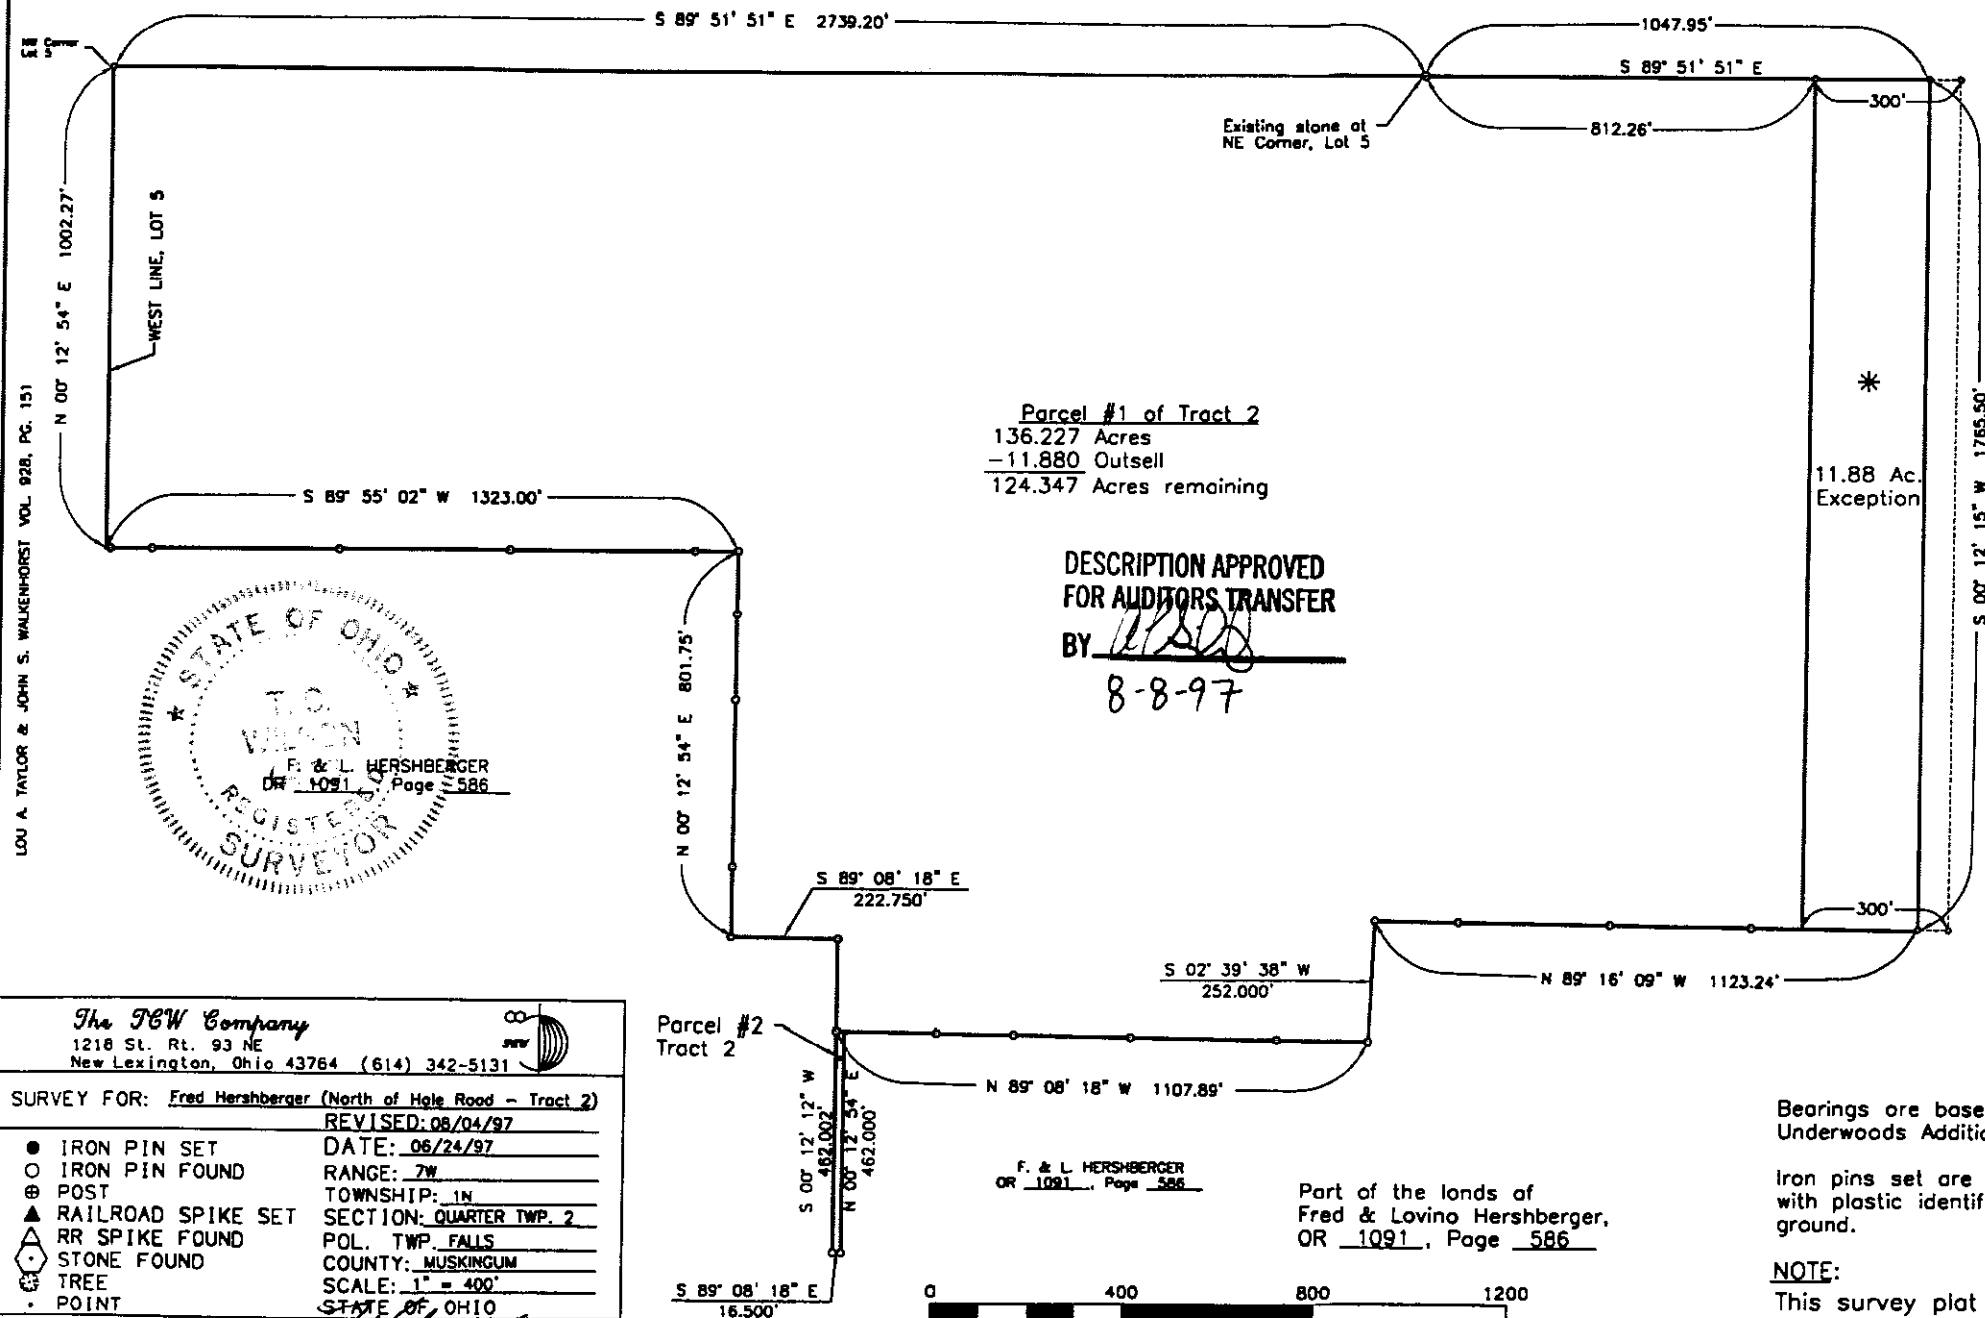 S 89° 51' 51" E 2739.20'
1047.95'
NW Corner
Lot 5
S 89° 51' 51" E
300'
812.26'
Existing stone at
NE Corner, Lot 5
N 00° 12' 54" E 1002.27'
WEST LINE, LOT 5
LOU A. TAYLOR & JOHN S. WALKENHORST VOL. 928, PG. 151
Parcel #1 of Tract 2
136.227 Acres
-11.880 Outsell
124.347 Acres remaining
*
11.88 Ac.
Exception
S 00° 12' 15" W 1765.50'
S 89° 55' 02" W 1323.00'
DESCRIPTION APPROVED
FOR AUDITORS TRANSFER
BY
8-8-97
STATE OF OHIO
T. C.
WILSON
REGISTERED
SURVEYOR
F. & L. HERSHBERGER
OR 1091, Page 586
N 00° 12' 54" E 801.75'
S 89° 08' 18" E
222.750'
300'
S 02° 39' 38" W
252.000'
N 89° 16' 09" W 1123.24'
Parcel #2
Tract 2
N 89° 08' 18" W 1107.89'
S 00° 12' 12" W
462.002'
N 00° 12' 54" E
462.000'
F. & L. HERSHBERGER
OR 1091, Page 586
Part of the lands of
Fred & Lovino Hershberger,
OR 1091, Page 586
S 89° 08' 18" E
16.500'
0 400 800 1200
The TCW Company
1218 St. Rt. 93 NE
New Lexington, Ohio 43764 (614) 342-5131
SURVEY FOR: Fred Hershberger (North of Hole Road - Tract 2)
REVISED: 08/04/97
IRON PIN SET DATE: 06/24/97
IRON PIN FOUND RANGE: 7W
POST TOWNSHIP: 1N
RAILROAD SPIKE SET SECTION: QUARTER TWP. 2
RR SPIKE FOUND POL. TWP. FALLS
STONE FOUND COUNTY: MUSKINGUM
TREE SCALE: 1" = 400'
POINT STATE OF OHIO
Bearings are base
Underwoods Additio
Iron pins set are
with plastic identif
ground.
NOTE:
This survey plat